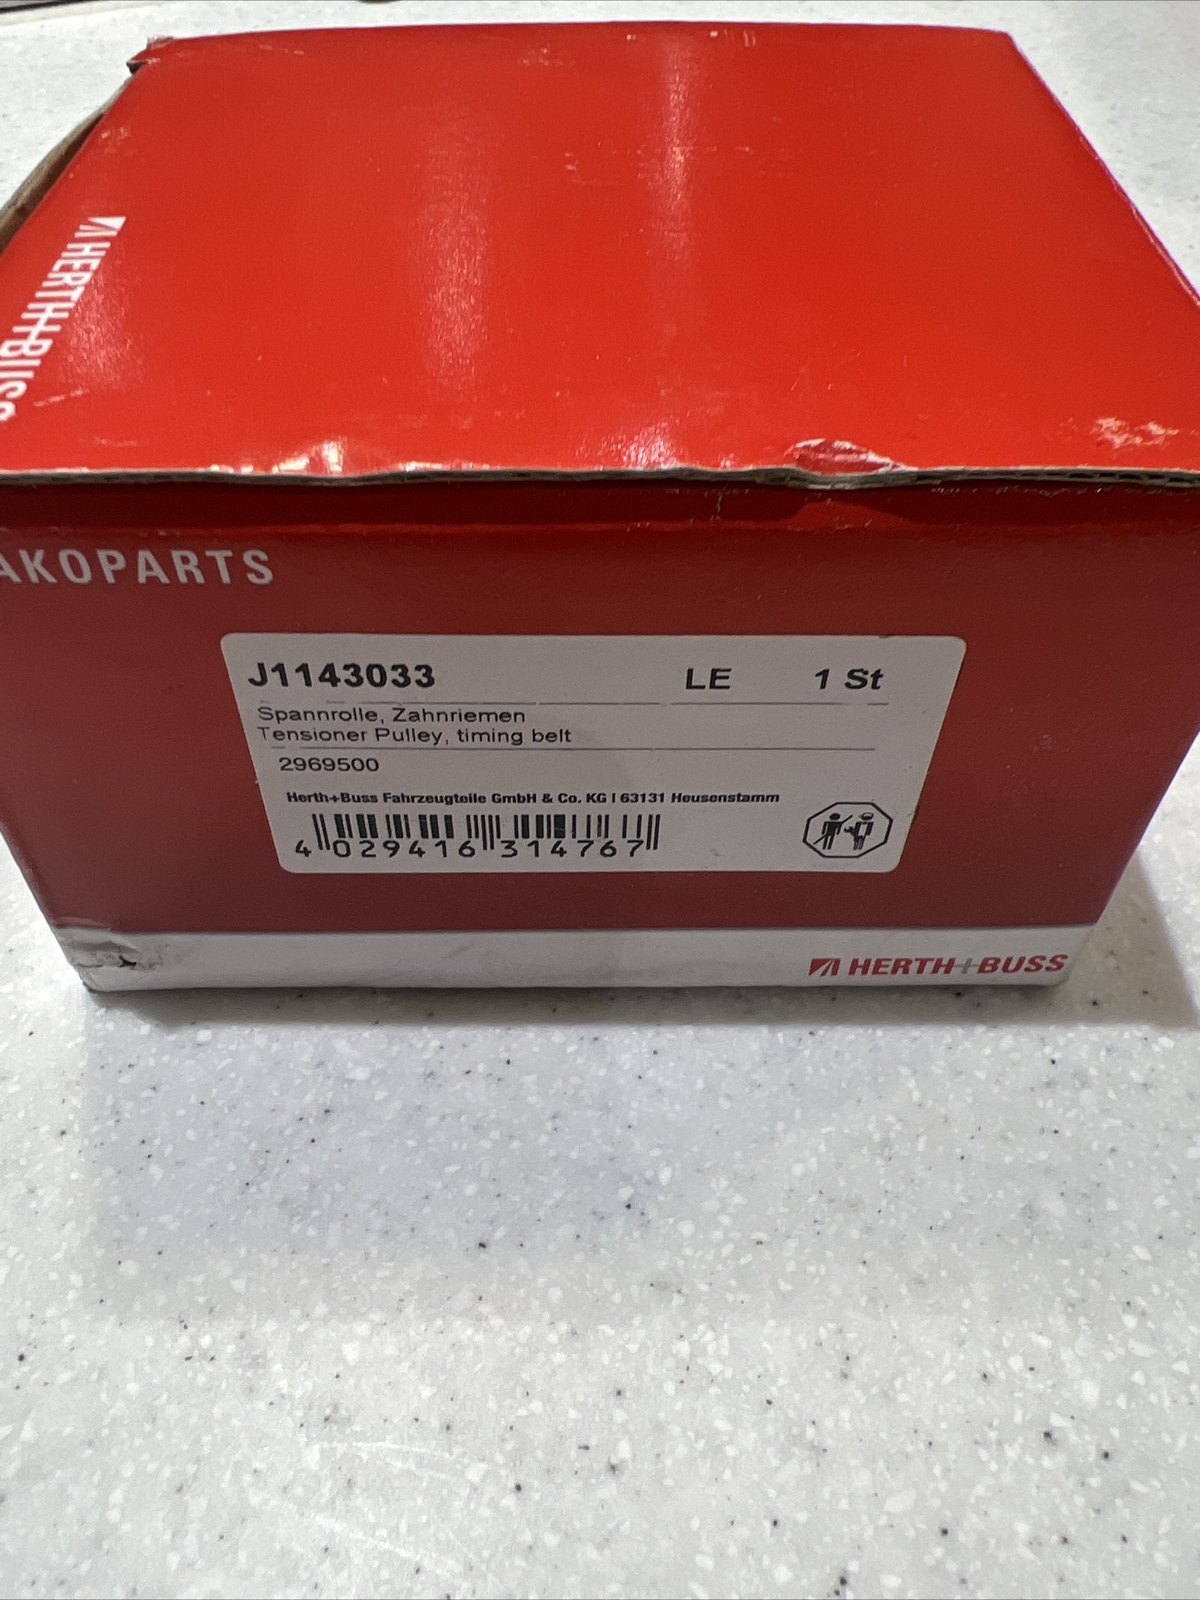 HERTH+BUSS
AKOPARTS
J1143033 LE 1 St
Spannrolle, Zahnriemen
Tensioner Pulley, timing belt
2969500
Herth+Buss Fahrzeugteile GmbH & Co. KG | 63131 Heusenstamm
4 029416 314767
HERTH+BUSS